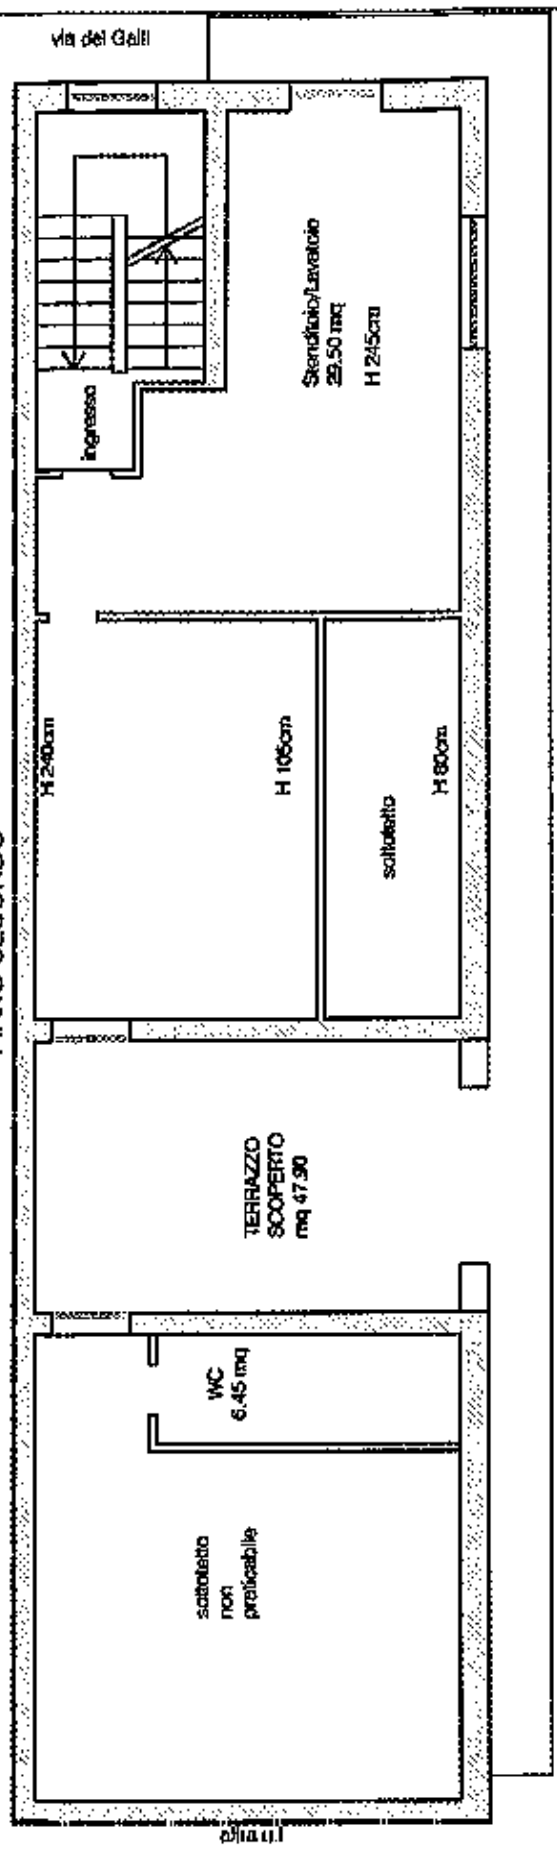 via dei Galli
ingresso
Stenditoio/Lavatoio
29.50 mq
H 245cm
H 240cm
H 105cm
sottotetto
H 80cm
TERRAZZO
SCOPERTO
mq 47.90
WC
6.45 mq
sottotetto
non
praticabile